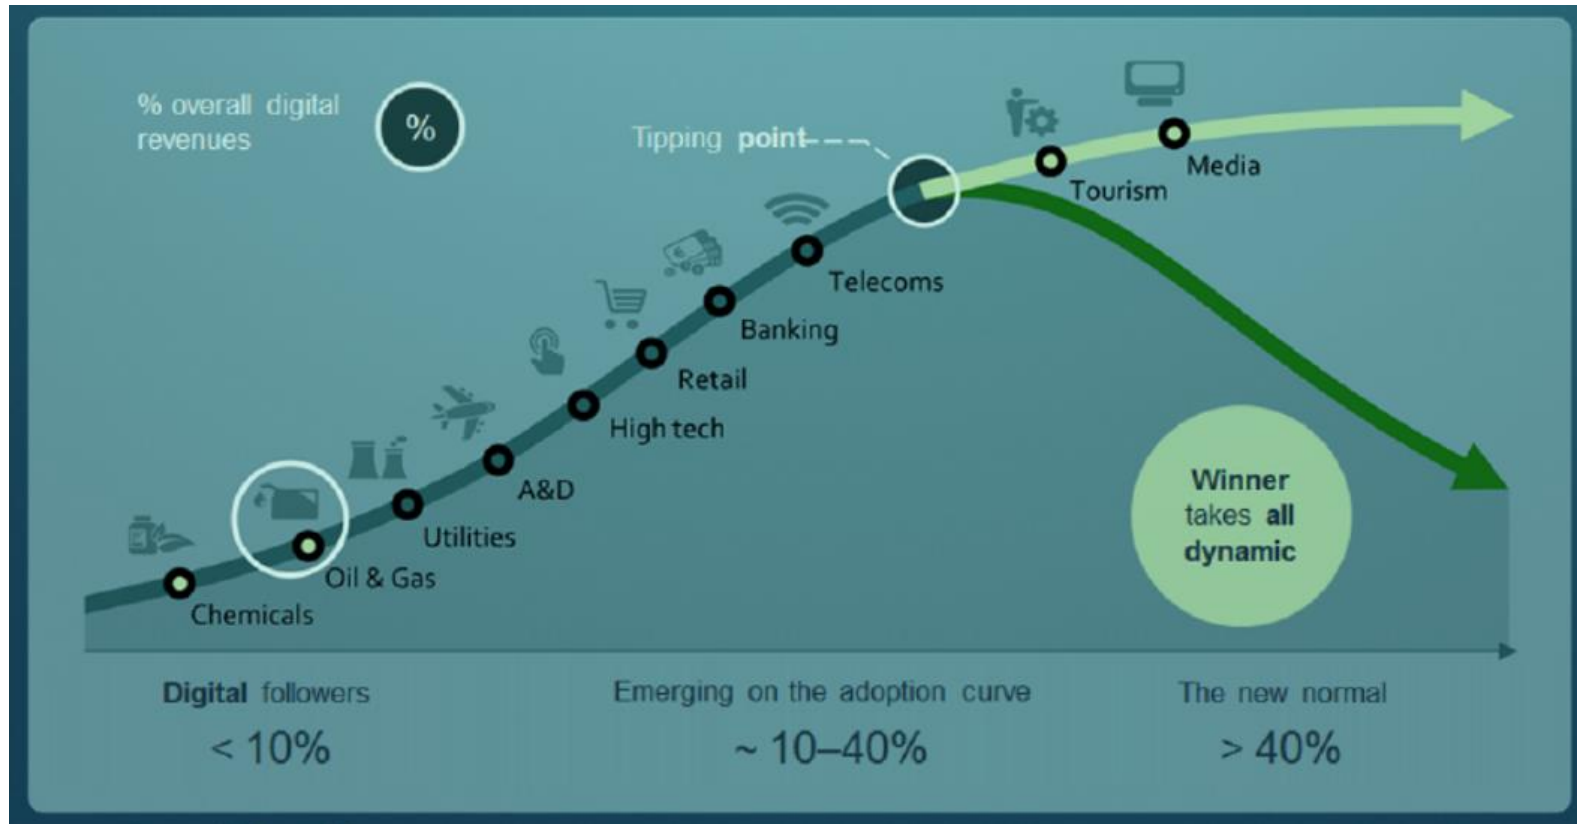 % overall digital
revenues
%
Tipping point
Media
Tourism
Telecoms
Banking
Retail
High tech
A&D
Utilities
Oil & Gas
Chemicals
Winner
takes all
dynamic
Digital followers
< 10%
Emerging on the adoption curve
~ 10–40%
The new normal
> 40%